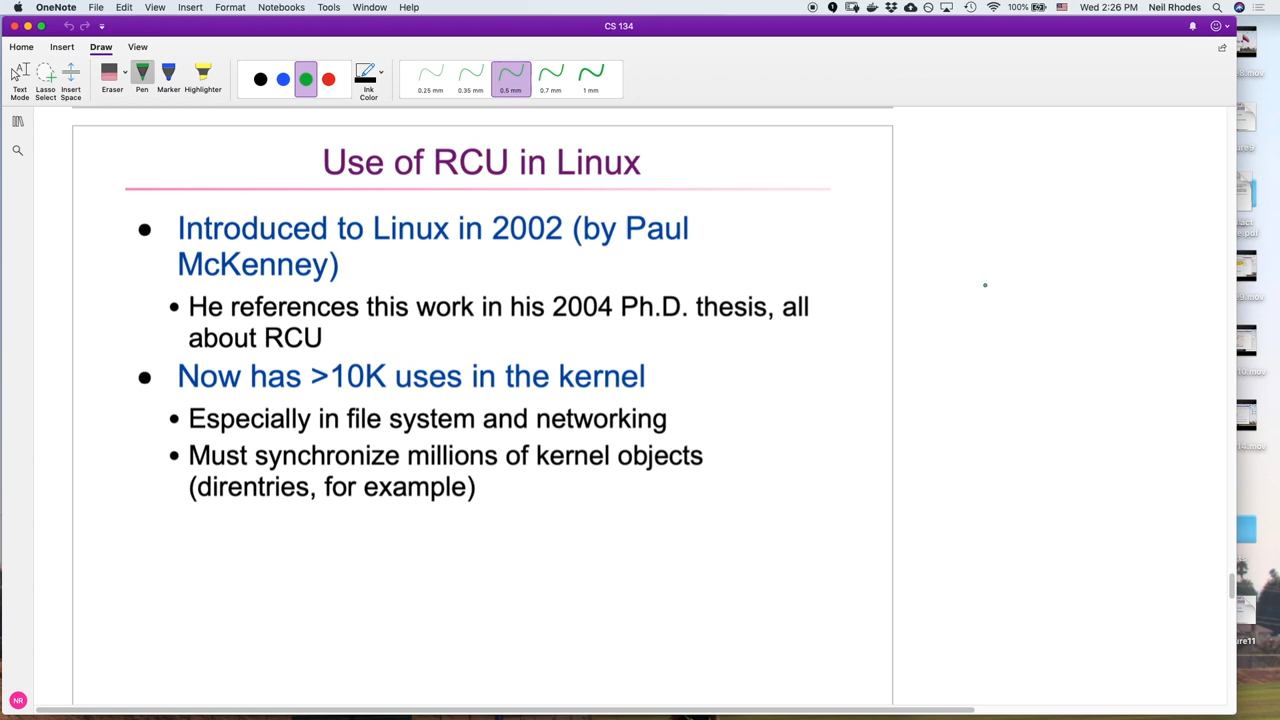 OneNote File Edit View Insert Format Notebooks Tools Window Help 100% Wed 2:26 PM Neil Rhodes
CS 134
Home Insert Draw View
Text Mode Lasso Select Insert Space Eraser Pen Marker Highlighter Ink Color 0.25 mm 0.35 mm 0.5 mm 0.7 mm 1 mm
Use of RCU in Linux
● Introduced to Linux in 2002 (by Paul
McKenney)
• He references this work in his 2004 Ph.D. thesis, all
about RCU
● Now has >10K uses in the kernel
• Especially in file system and networking
• Must synchronize millions of kernel objects
(direntries, for example)
NR